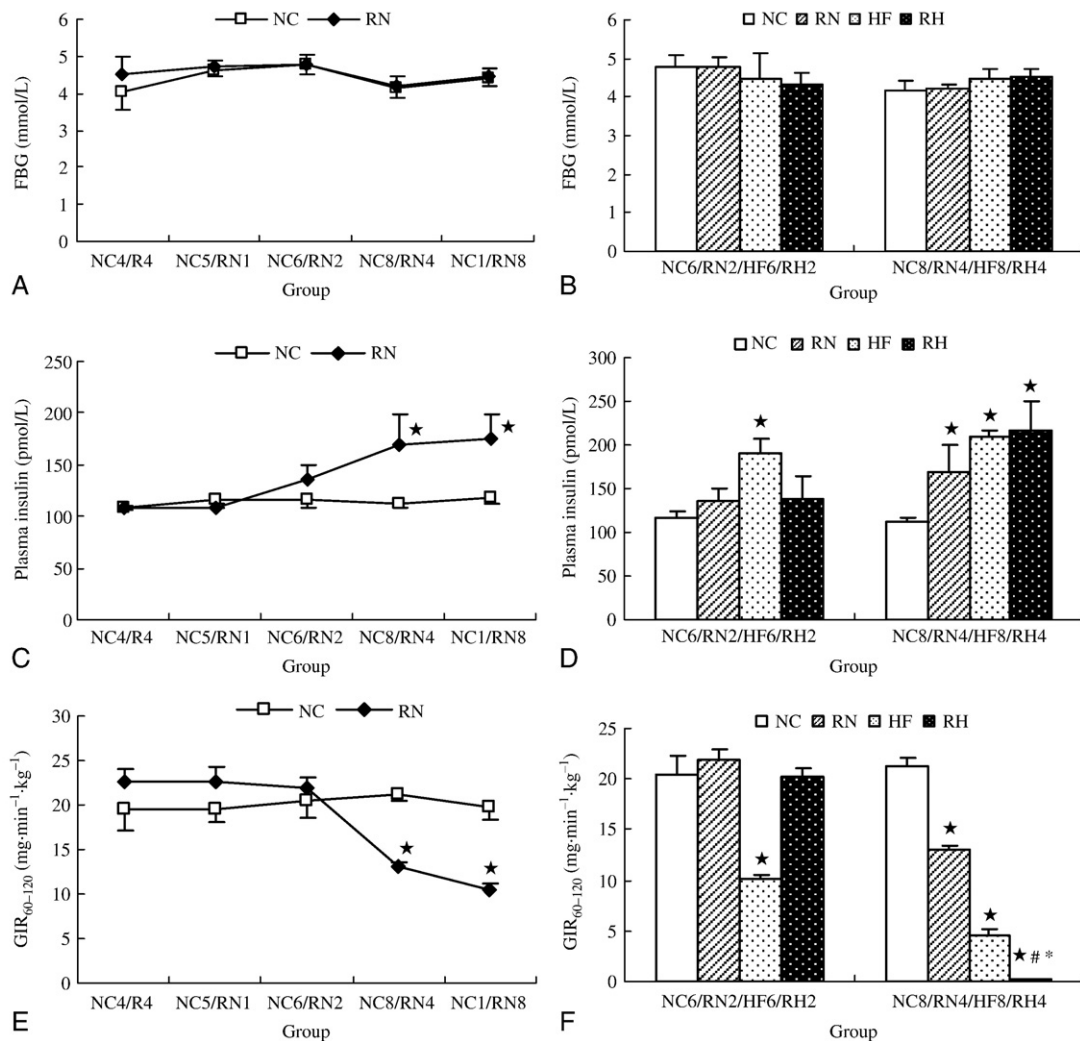 NC RN
FBG (mmol/L)
6
5
4
3
2
1
0
NC4/R4 NC5/RN1 NC6/RN2 NC8/RN4 NC1/RN8
Group
A
NC RN HF RH
FBG (mmol/L)
6
5
4
4
2
1
0
NC6/RN2/HF6/RH2 NC8/RN4/HF8/RH4
Group
B
NC RN
Plasma insulin (pmol/L)
250
200
150
100
50
0
NC4/R4 NC5/RN1 NC6/RN2 NC8/RN4 NC1/RN8
Group
C
★ ★
NC RN HF RH
Plasma insulin (pmol/L)
300
250
200
150
100
50
0
NC6/RN2/HF6/RH2 NC8/RN4/HF8/RH4
Group
D
★ ★ ★ ★
NC RN
GIR60–120 (mg·min−1·kg−1)
30
25
20
15
10
5
0
NC4/R4 NC5/RN1 NC6/RN2 NC8/RN4 NC1/RN8
Group
E
★ ★
NC RN HF RH
GIR60–120 (mg·min−1·kg−1)
25
20
15
10
5
0
NC6/RN2/HF6/RH2 NC8/RN4/HF8/RH4
Group
F
★ ★ ★ ★ # *